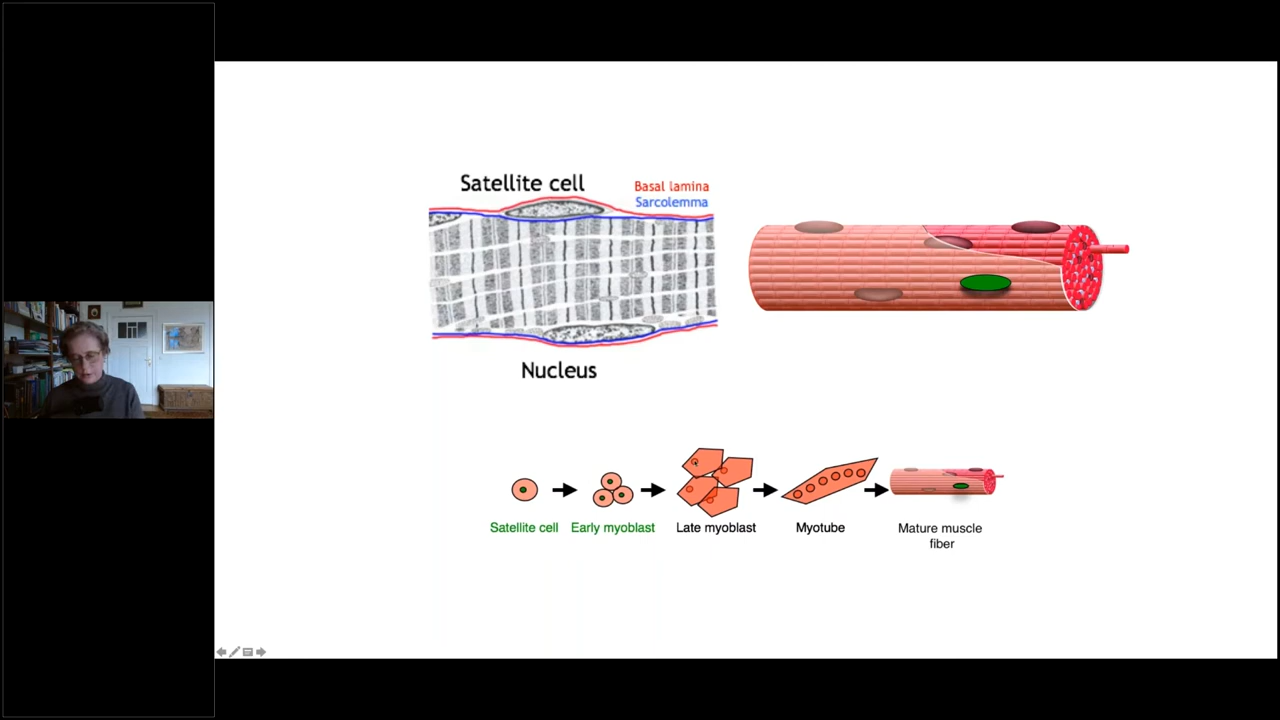 Satellite cell
Basal lamina
Sarcolemma
Nucleus
Satellite cell
Early myoblast
Late myoblast
Myotube
Mature muscle
fiber